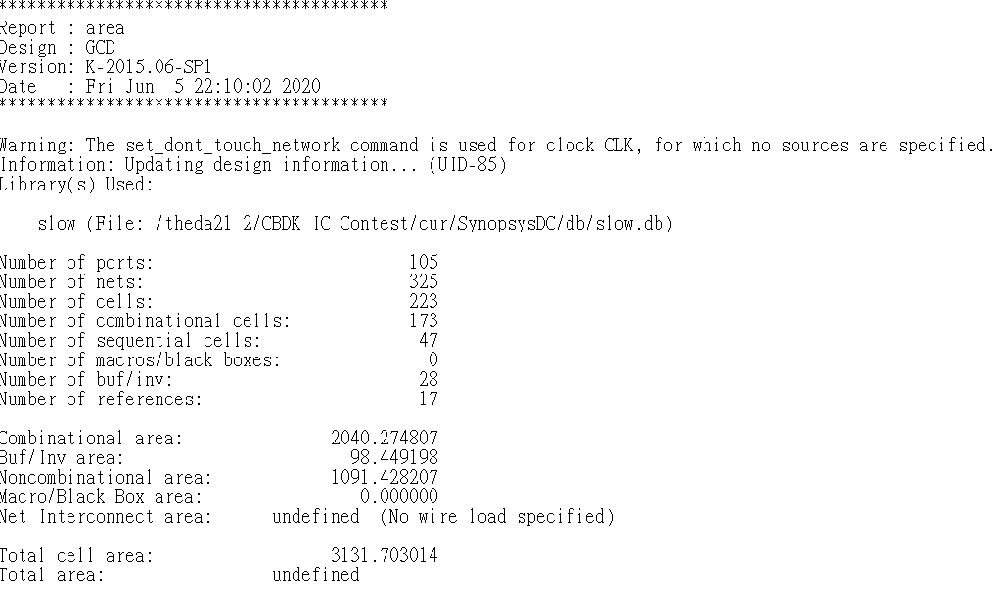 ****************************************
Report : area
Design : GCD
Version: K-2015.06-SP1
Date   : Fri Jun  5 22:10:02 2020
****************************************
Warning: The set_dont_touch_network command is used for clock CLK, for which no sources are specified.
Information: Updating design information... (UID-85)
Library(s) Used:
slow (File: /theda21_2/CBDK_IC_Contest/cur/SynopsysDC/db/slow.db)
Number of ports: 105
Number of nets: 325
Number of cells: 223
Number of combinational cells: 173
Number of sequential cells: 47
Number of macros/black boxes: 0
Number of buf/inv: 28
Number of references: 17
Combinational area: 2040.274807
Buf/Inv area: 98.449198
Noncombinational area: 1091.428207
Macro/Black Box area: 0.000000
Net Interconnect area: undefined (No wire load specified)
Total cell area: 3131.703014
Total area: undefined